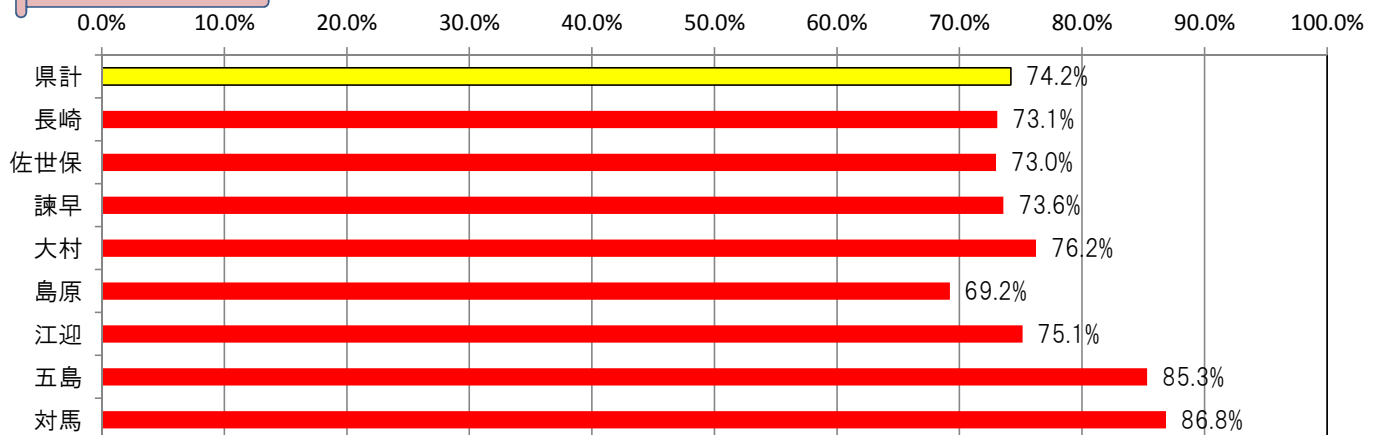 0.0% 10.0% 20.0% 30.0% 40.0% 50.0% 60.0% 70.0% 80.0% 90.0% 100.0%
県計 74.2%
長崎 73.1%
佐世保 73.0%
諫早 73.6%
大村 76.2%
島原 69.2%
江迎 75.1%
五島 85.3%
対馬 86.8%